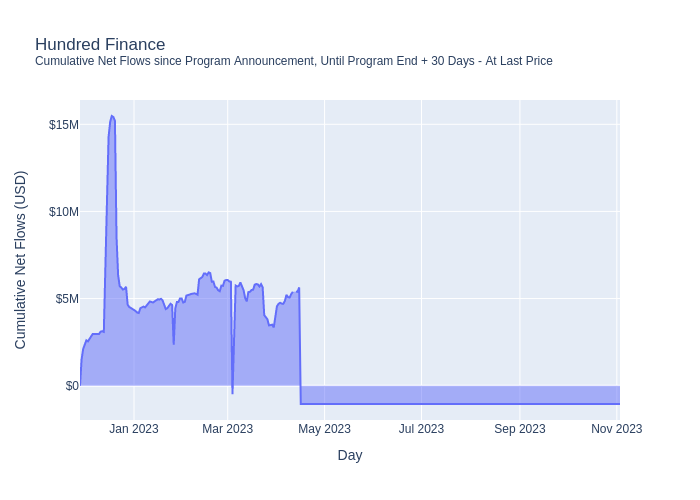 Hundred Finance
Cumulative Net Flows since Program Announcement, Until Program End + 30 Days - At Last Price
Cumulative Net Flows (USD)
$15M
$10M
$5M
$0
Jan 2023
Mar 2023
May 2023
Jul 2023
Sep 2023
Nov 2023
Day